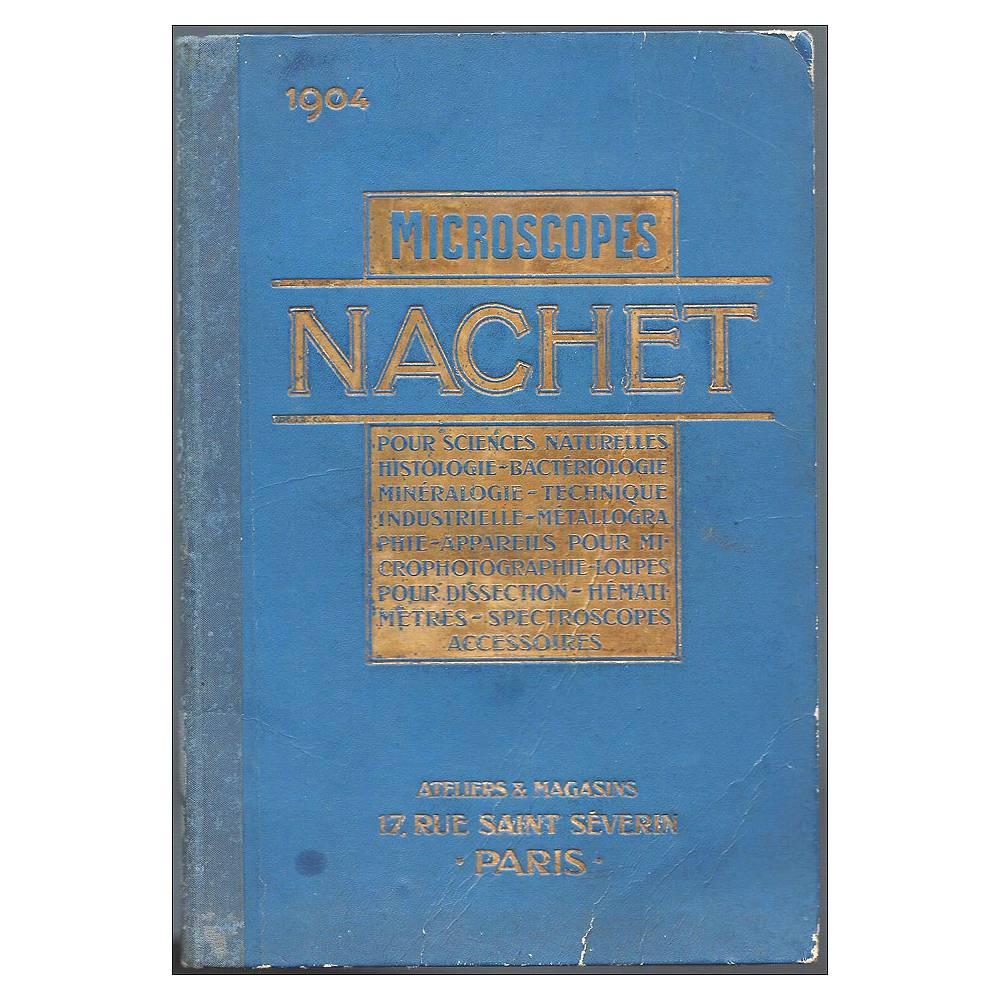 1904
MICROSCOPES
NACHET
POUR SCIENCES NATURELLES
HISTOLOGIE-BACTÉRIOLOGIE
MINÉRALOGIE-TECHNIQUE
INDUSTRIELLE-MÉTALLOGRA
PHIE-APPAREILS POUR MI-
CROPHOTOGRAPHIE-LOUPES
POUR DISSECTION-HÉMATI-
MÈTRES-SPECTROSCOPES
ACCESSOIRES
ATELIERS & MAGASINS
17, RUE SAINT SÉVERIN
· PARIS ·